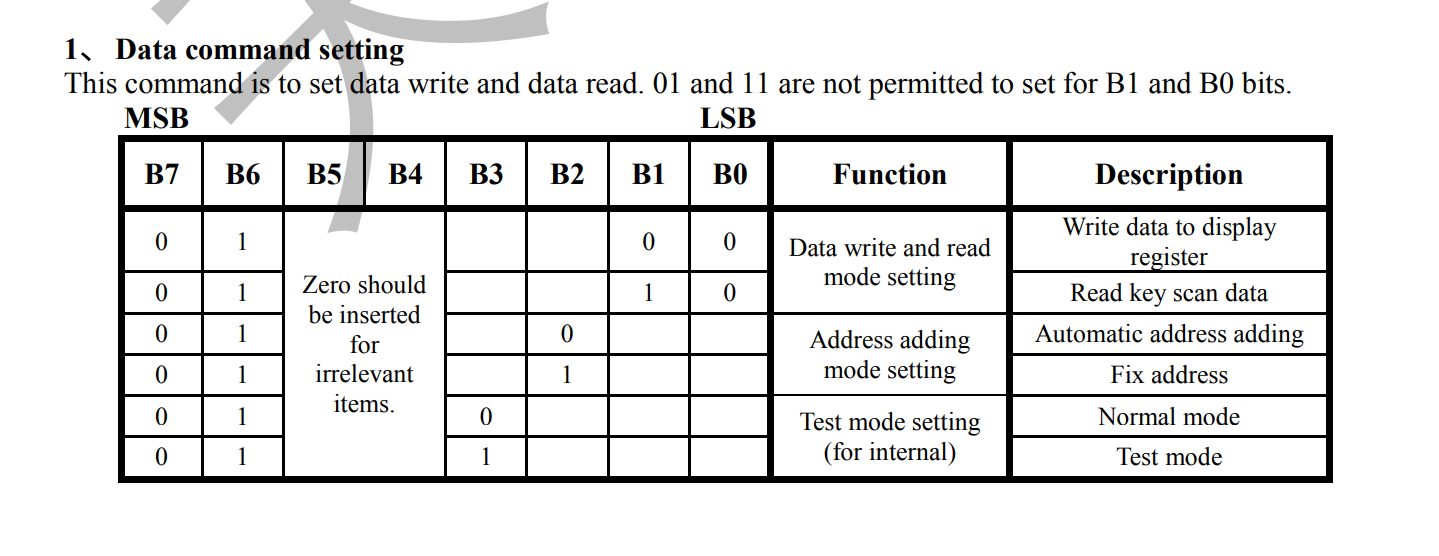 1、 Data command setting
This command is to set data write and data read. 01 and 11 are not permitted to set for B1 and B0 bits.
MSB LSB
B7 B6 B5 B4 B3 B2 B1 B0 Function Description
0 1 0 0 Write data to display
register
Data write and read
mode setting
0 1 1 0 Read key scan data
Zero should
be inserted
for
irrelevant
items.
0 1 0 Automatic address adding
Address adding
mode setting
0 1 1 Fix address
0 1 0 Normal mode
Test mode setting
(for internal)
0 1 1 Test mode